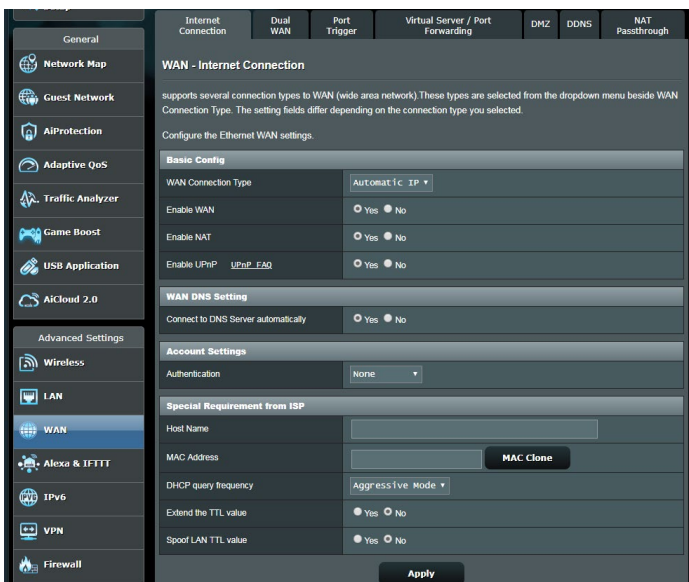 General
Network Map
Guest Network
AiProtection
Adaptive QoS
Traffic Analyzer
Game Boost
USB Application
AiCloud 2.0
Advanced Settings
Wireless
LAN
WAN
Alexa & IFTTT
IPv6
VPN
Firewall
Internet Connection
Dual WAN
Port Trigger
Virtual Server / Port Forwarding
DMZ
DDNS
NAT Passthrough
WAN - Internet Connection
supports several connection types to WAN (wide area network).These types are selected from the dropdown menu beside WAN
Connection Type. The setting fields differ depending on the connection type you selected.
Configure the Ethernet WAN settings.
Basic Config
WAN Connection Type Automatic IP
Enable WAN Yes No
Enable NAT Yes No
Enable UPnP UPnP FAQ Yes No
WAN DNS Setting
Connect to DNS Server automatically Yes No
Account Settings
Authentication None
Special Requirement from ISP
Host Name
MAC Address MAC Clone
DHCP query frequency Aggressive Mode
Extend the TTL value Yes No
Spoof LAN TTL value Yes No
Apply